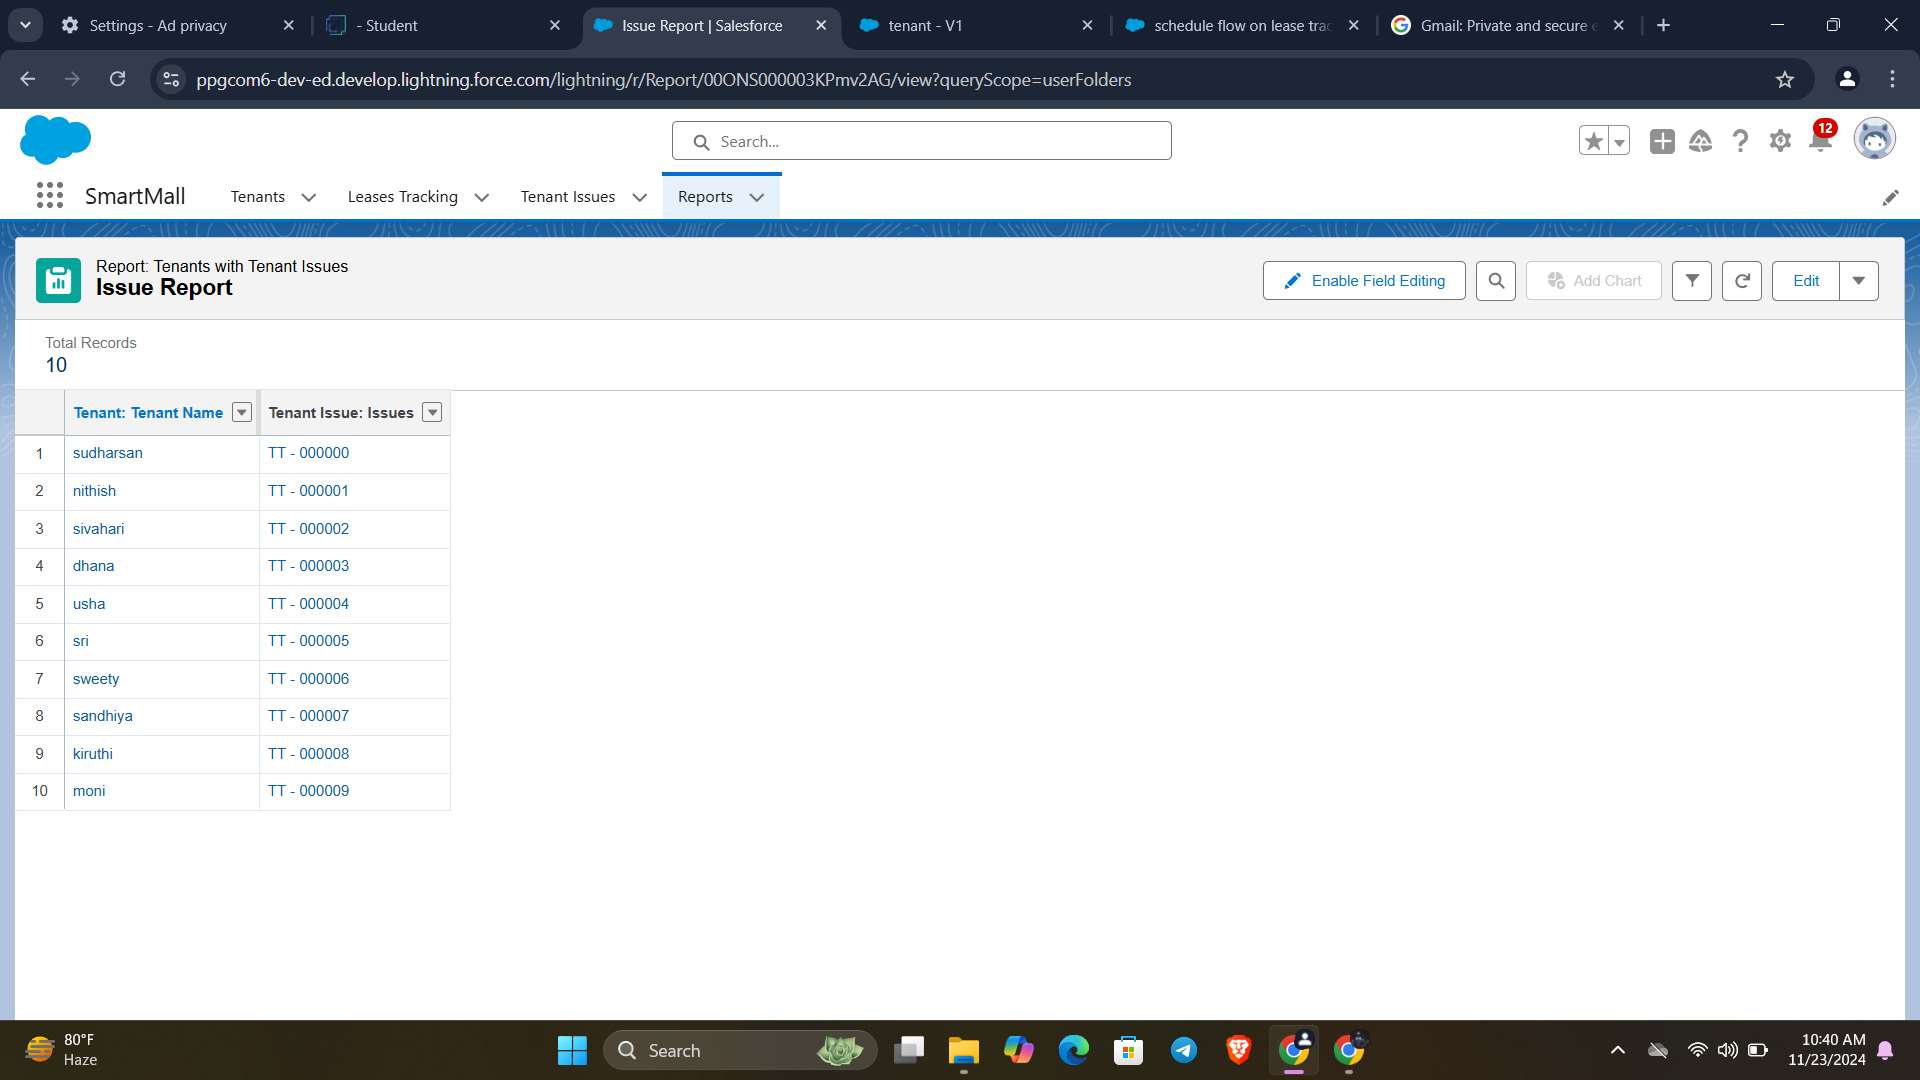 Settings - Ad privacy
- Student
Issue Report | Salesforce
tenant - V1
schedule flow on lease trac
Gmail: Private and secure e
ppgcom6-dev-ed.develop.lightning.force.com/lightning/r/Report/00ONS000003KPmv2AG/view?queryScope=userFolders
Search...
12
SmartMall
Tenants
Leases Tracking
Tenant Issues
Reports
Report: Tenants with Tenant Issues
Issue Report
Enable Field Editing
Add Chart
Edit
Total Records
10
Tenant: Tenant Name Tenant Issue: Issues
1 sudharsan TT - 000000
2 nithish TT - 000001
3 sivahari TT - 000002
4 dhana TT - 000003
5 usha TT - 000004
6 sri TT - 000005
7 sweety TT - 000006
8 sandhiya TT - 000007
9 kiruthi TT - 000008
10 moni TT - 000009
80°F
Haze
Search
10:40 AM
11/23/2024